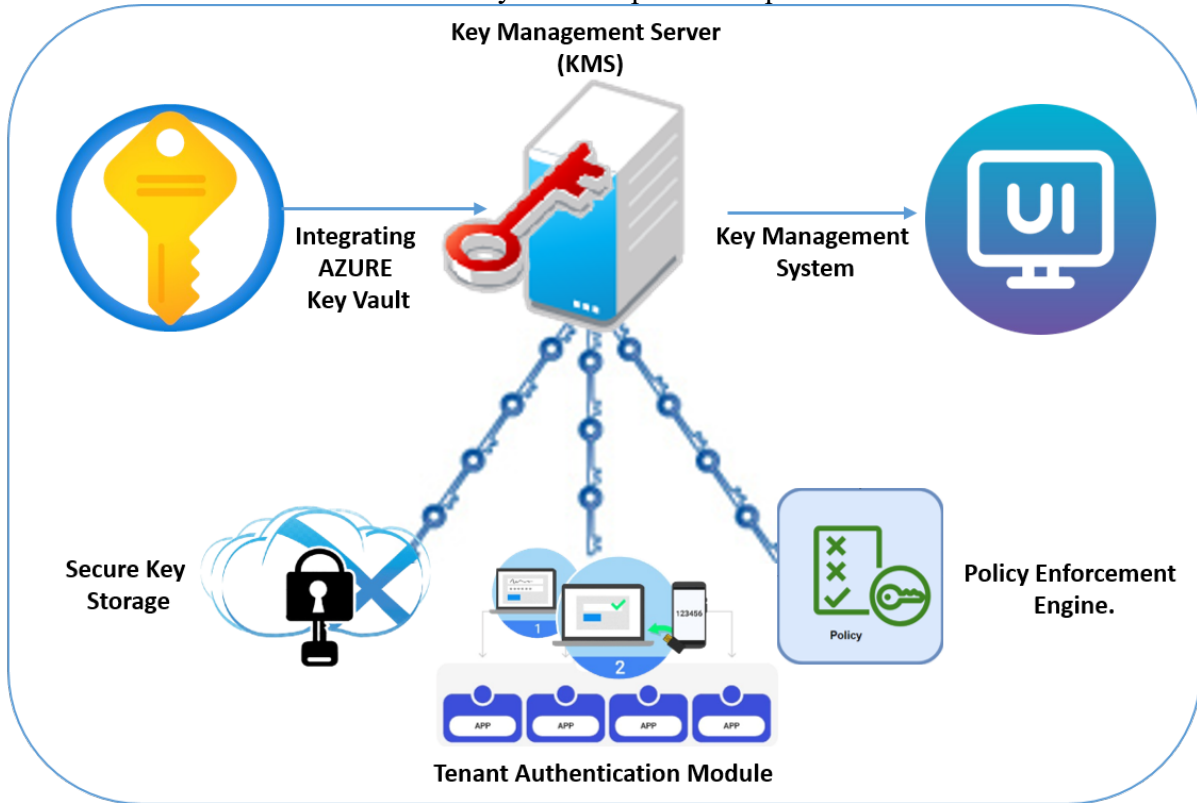 Key Management Server
(KMS)
Integrating
AZURE
Key Vault
Key Management
System
UI
Secure Key
Storage
1
2
123456
APP
APP
APP
APP
Tenant Authentication Module
Policy
Policy Enforcement
Engine.